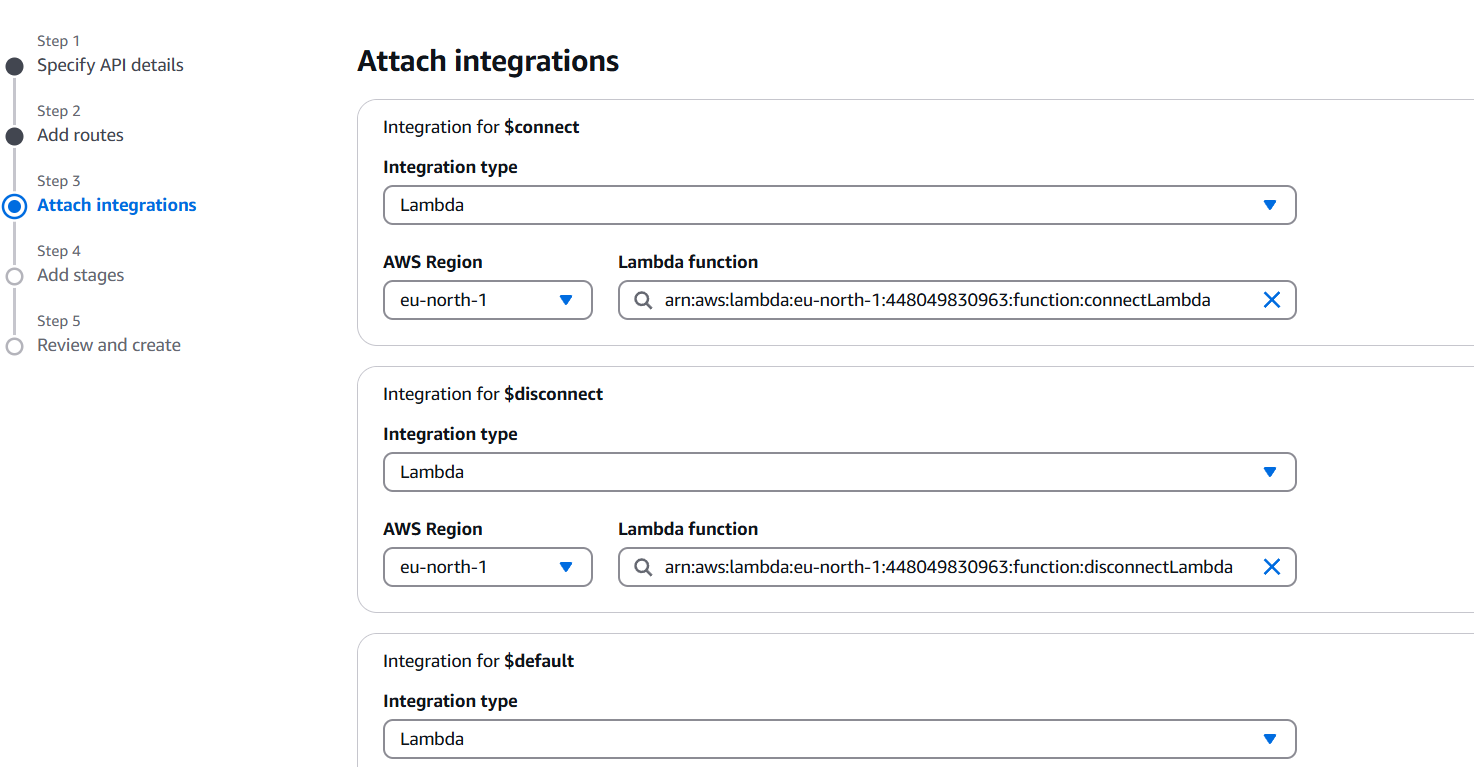 Step 1
Specify API details
Step 2
Add routes
Step 3
Attach integrations
Step 4
Add stages
Step 5
Review and create
Attach integrations
Integration for $connect
Integration type
Lambda
AWS Region
Lambda function
eu-north-1
arn:aws:lambda:eu-north-1:448049830963:function:connectLambda
Integration for $disconnect
Integration type
Lambda
AWS Region
Lambda function
eu-north-1
arn:aws:lambda:eu-north-1:448049830963:function:disconnectLambda
Integration for $default
Integration type
Lambda